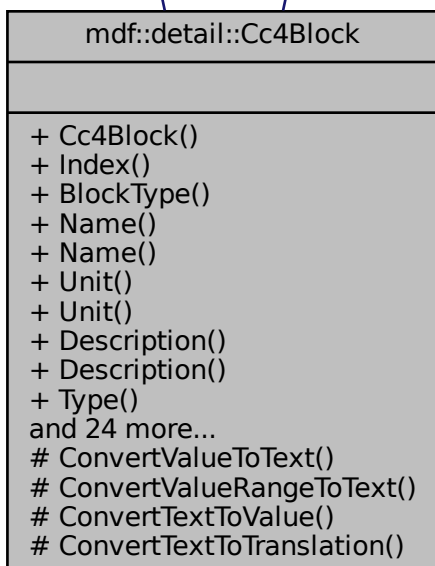 mdf::detail::Cc4Block
+ Cc4Block()
+ Index()
+ BlockType()
+ Name()
+ Name()
+ Unit()
+ Unit()
+ Description()
+ Description()
+ Type()
and 24 more...
# ConvertValueToText()
# ConvertValueRangeToText()
# ConvertTextToValue()
# ConvertTextToTranslation()